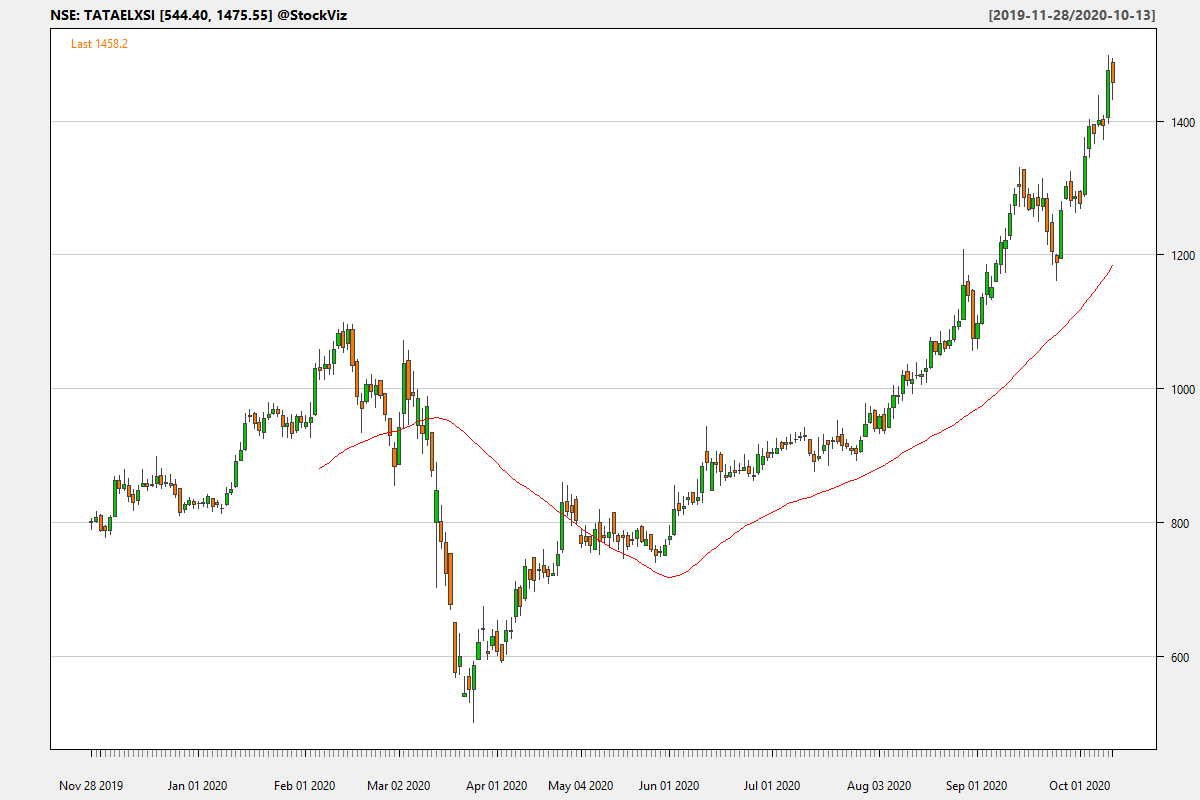 NSE: TATAELXSI [544.40, 1475.55] @StockViz
[2019-11-28/2020-10-13]
Last 1458.2
1400
1200
1000
800
600
Nov 28 2019 Jan 01 2020 Feb 01 2020 Mar 02 2020 Apr 01 2020 May 04 2020 Jun 01 2020 Jul 01 2020 Aug 03 2020 Sep 01 2020 Oct 01 2020